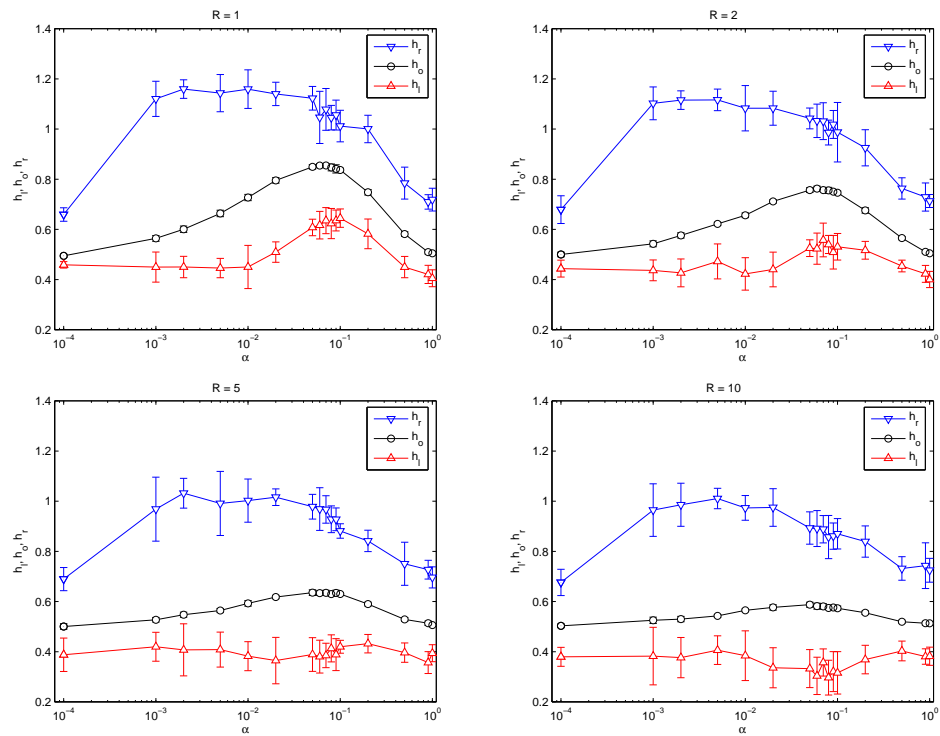 R = 1
1.4
1.2
1
0.8
0.6
0.4
0.2
h_l, h_o, h_r
h_r
h_o
h_l
10^−4
10^−3
10^−2
10^−1
10^0
α
R = 2
1.4
1.2
1
0.8
0.6
0.4
0.2
h_l, h_o, h_r
h_r
h_o
h_l
10^−4
10^−3
10^−2
10^−1
10^0
α
R = 5
1.4
1.2
1
0.8
0.6
0.4
0.2
h_l, h_o, h_r
h_r
h_o
h_l
10^−4
10^−3
10^−2
10^−1
10^0
α
R = 10
1.4
1.2
1
0.8
0.6
0.4
0.2
h_l, h_o, h_r
h_r
h_o
h_l
10^−4
10^−3
10^−2
10^−1
10^0
α